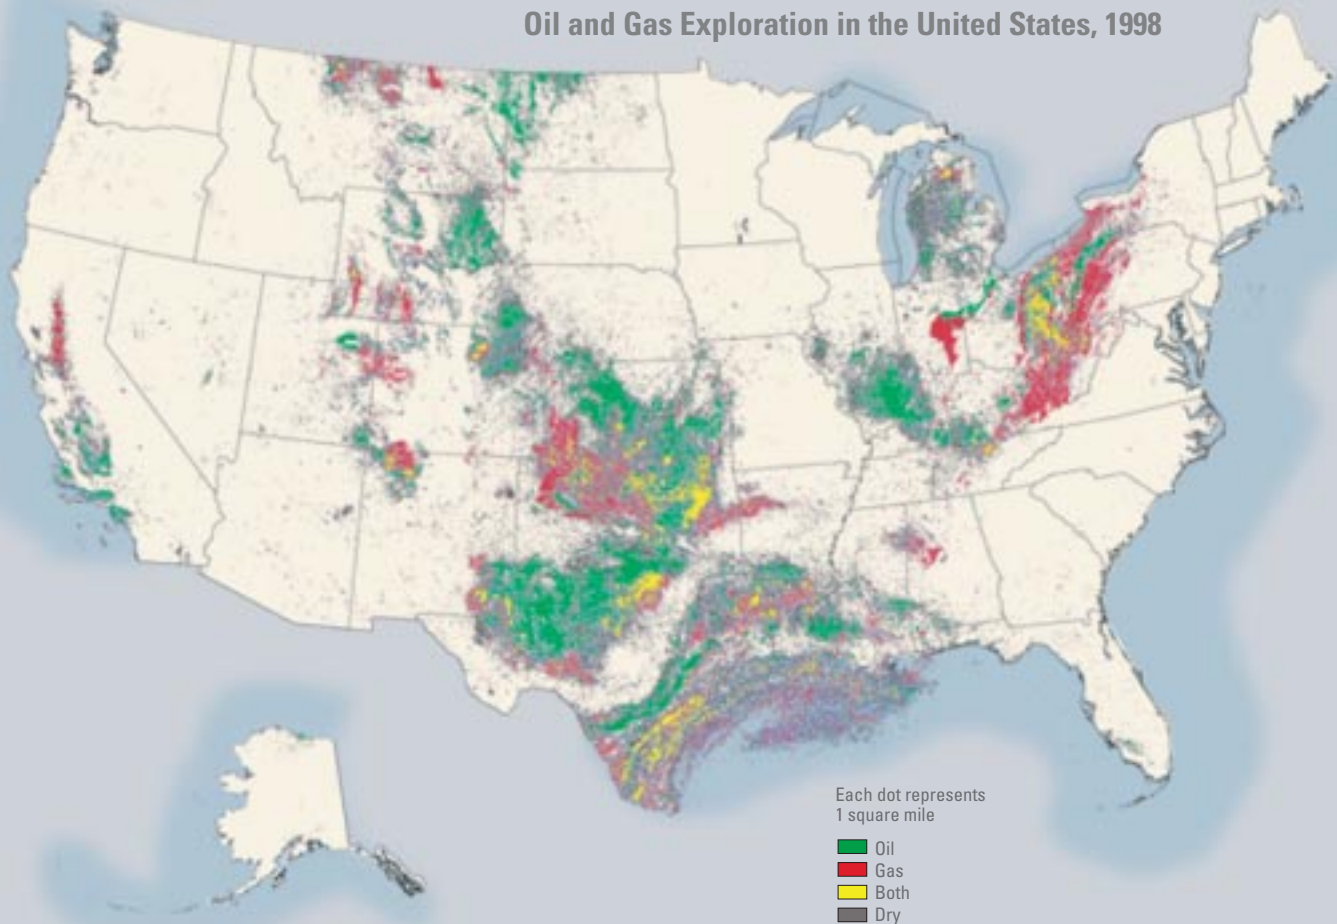 Oil and Gas Exploration in the United States, 1998
Each dot represents
1 square mile
Oil
Gas
Both
Dry